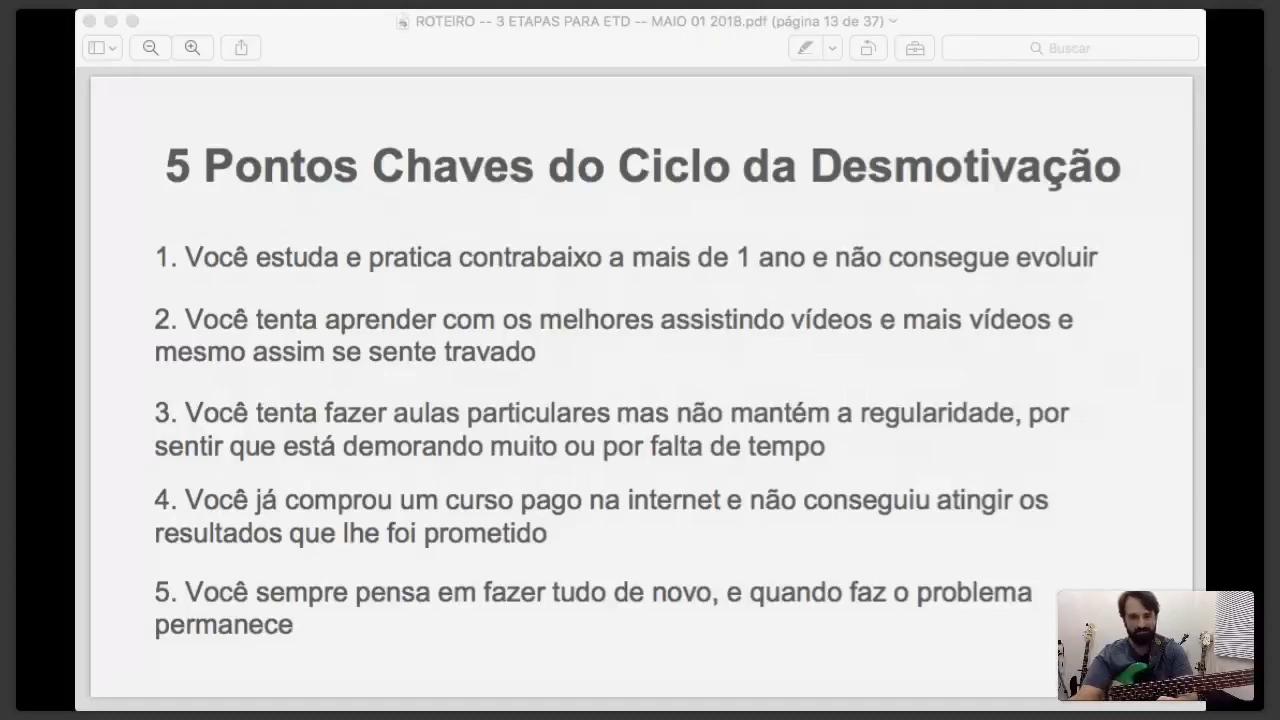 ROTEIRO -- 3 ETAPAS PARA ETD -- MAIO 01 2018.pdf (página 13 de 37)
Buscar
5 Pontos Chaves do Ciclo da Desmotivação
1. Você estuda e pratica contrabaixo a mais de 1 ano e não consegue evoluir
2. Você tenta aprender com os melhores assistindo vídeos e mais vídeos e
mesmo assim se sente travado
3. Você tenta fazer aulas particulares mas não mantém a regularidade, por
sentir que está demorando muito ou por falta de tempo
4. Você já comprou um curso pago na internet e não conseguiu atingir os
resultados que lhe foi prometido
5. Você sempre pensa em fazer tudo de novo, e quando faz o problema
permanece